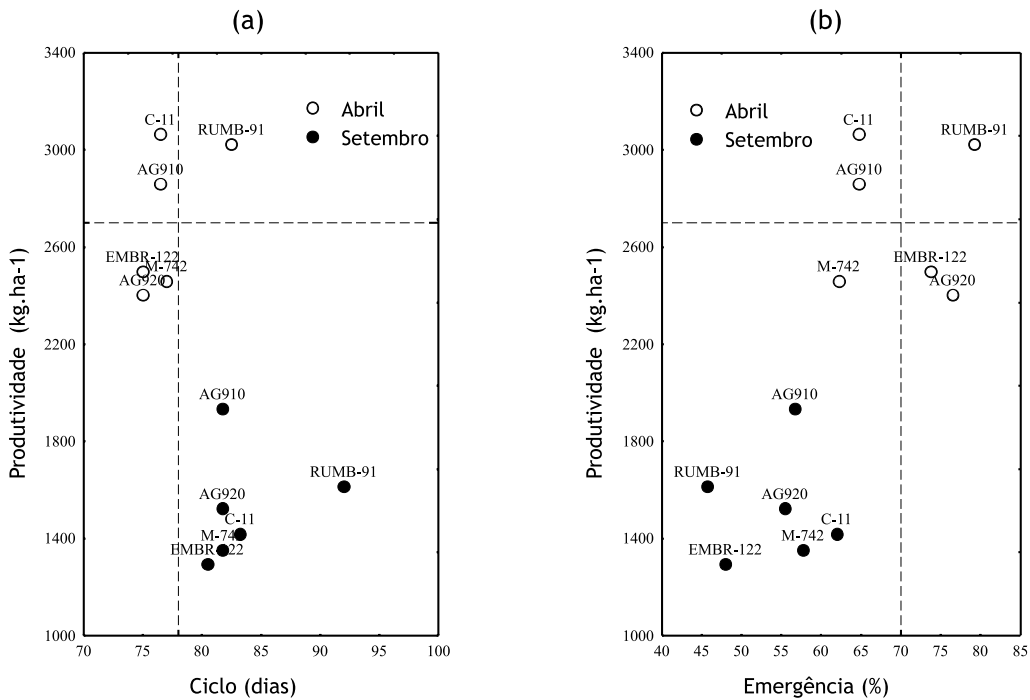 (a)
3400
3000
2600
2200
1800
1400
1000
Produtividade (kg.ha-1)
Abril
Setembro
C-11
RUMB-91
AG910
EMBR-122
M-742
AG920
AG910
RUMB-91
AG920
C-11
M-742
EMBR-122
70
80
85
90
95
100
Ciclo (dias)
(b)
3400
3000
2600
2200
1800
1400
1000
Produtividade (kg.ha-1)
Abril
Setembro
C-11
RUMB-91
AG910
EMBR-122
M-742
AG920
AG910
RUMB-91
AG920
C-11
M-742
EMBR-122
40
45
50
55
60
65
70
75
80
85
Emergência (%)